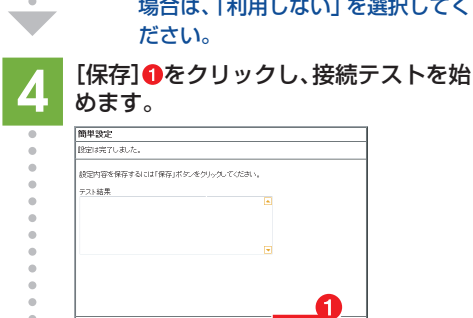 場合は、「利用しない」を選択してく
ださい。
4
[保存]❶をクリックし、接続テストを始
めます。
簡単設定
設定は完了しました。
設定内容を保存するには「保存」ボタンをクリックしてください。
テスト結果
1